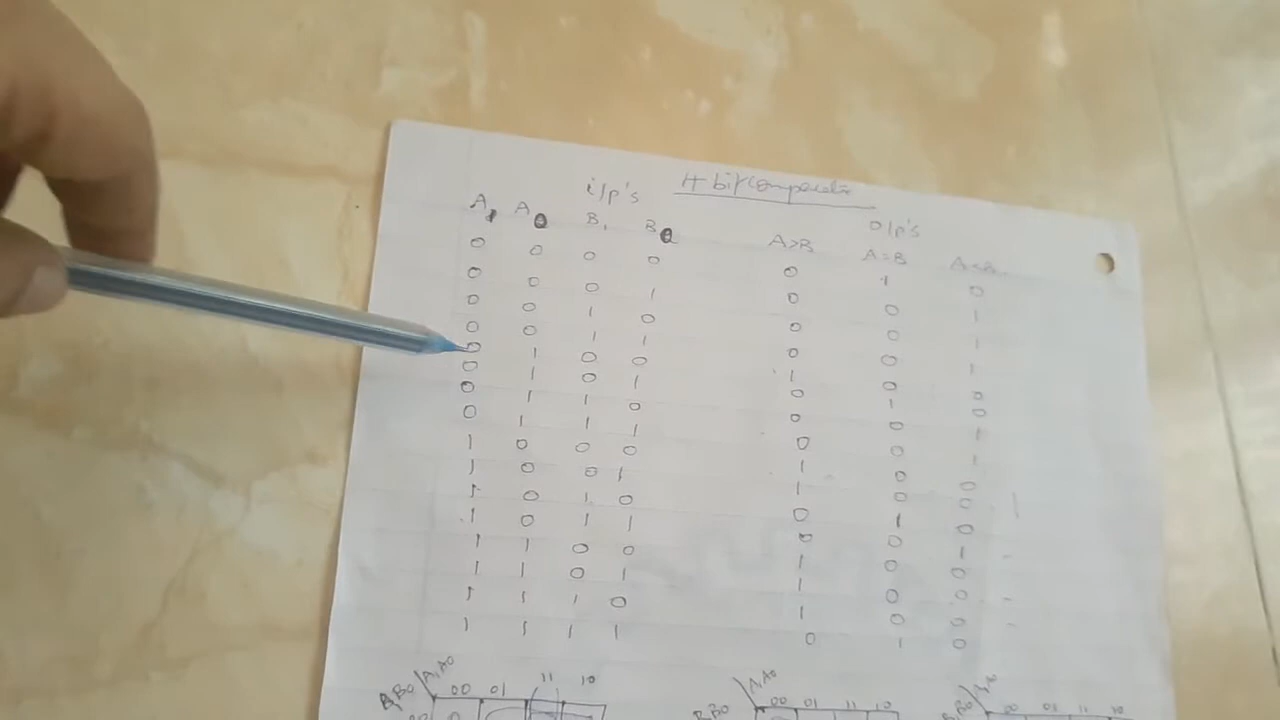 4 bit Comparator
i/p's O/p's
A1 A0 B1 B0 A>B A=B A<B
0 0 0 0 0 1 0
0 0 0 1 0 0 1
0 0 1 0 0 0 1
0 0 1 1 0 0 1
0 1 0 0 1 0 0
0 1 0 1 0 1 0
0 1 1 0 0 0 1
0 1 1 1 0 0 1
1 0 0 0 1 0 0
1 0 0 1 1 0 0
1 0 1 0 0 1 0
1 0 1 1 0 0 1
1 1 0 0 1 0 0
1 1 0 1 1 0 0
1 1 1 0 1 0 0
1 1 1 1 0 1 0
B1B0 A1A0 00 01 11 10
B1B0 A1A0 00 01 11 10
00 11